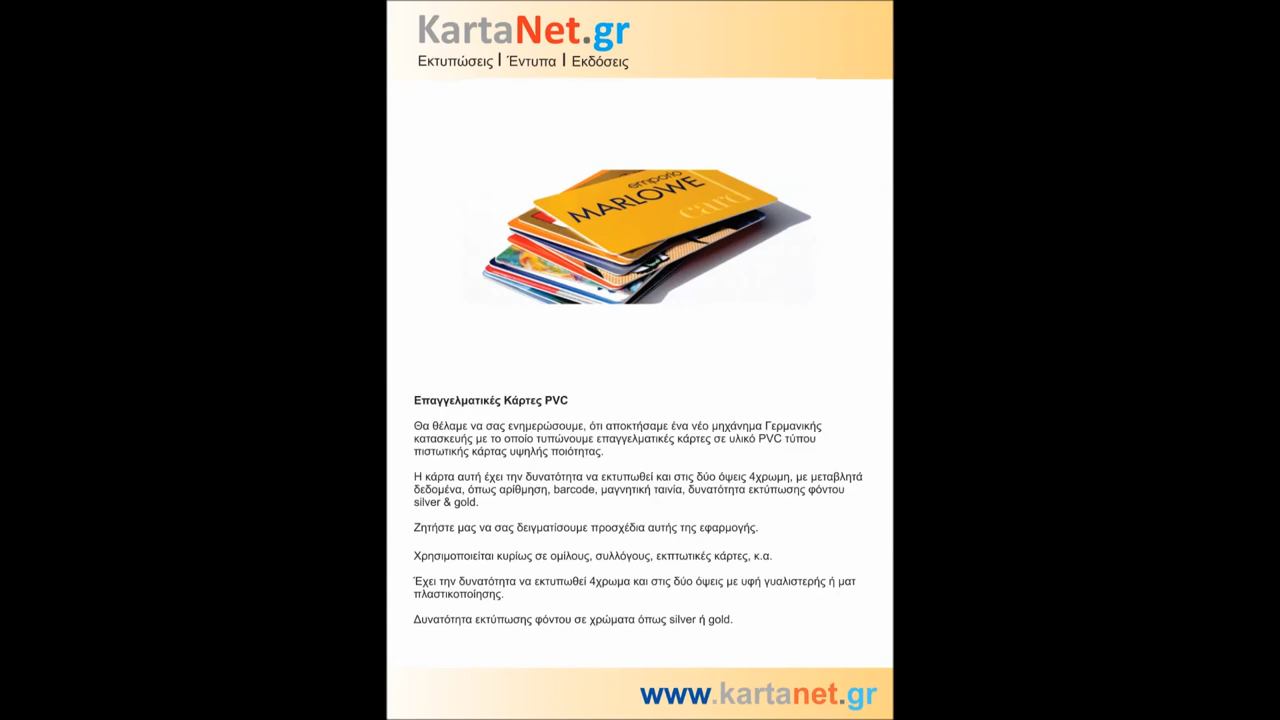 KartaNet.gr
Εκτυπώσεις | Έντυπα | Εκδόσεις
emporio
MARLOWE
card
Επαγγελματικές Κάρτες PVC
Θα θέλαμε να σας ενημερώσουμε, ότι αποκτήσαμε ένα νέο μηχάνημα Γερμανικής
κατασκευής με το οποίο τυπώνουμε επαγγελματικές κάρτες σε υλικό PVC τύπου
πιστωτικής κάρτας υψηλής ποιότητας.
Η κάρτα αυτή έχει την δυνατότητα να εκτυπωθεί και στις δύο όψεις 4χρωμη, με μεταβλητά
δεδομένα, όπως αρίθμηση, barcode, μαγνητική ταινία, δυνατότητα εκτύπωσης φόντου
silver & gold.
Ζητήστε μας να σας δειγματίσουμε προσχέδια αυτής της εφαρμογής.
Χρησιμοποιείται κυρίως σε ομίλους, συλλόγους, εκπτωτικές κάρτες, κ.α.
Έχει την δυνατότητα να εκτυπωθεί 4χρωμα και στις δύο όψεις με υφή γυαλιστερής ή ματ
πλαστικοποίησης.
Δυνατότητα εκτύπωσης φόντου σε χρώματα όπως silver ή gold.
www.kartanet.gr